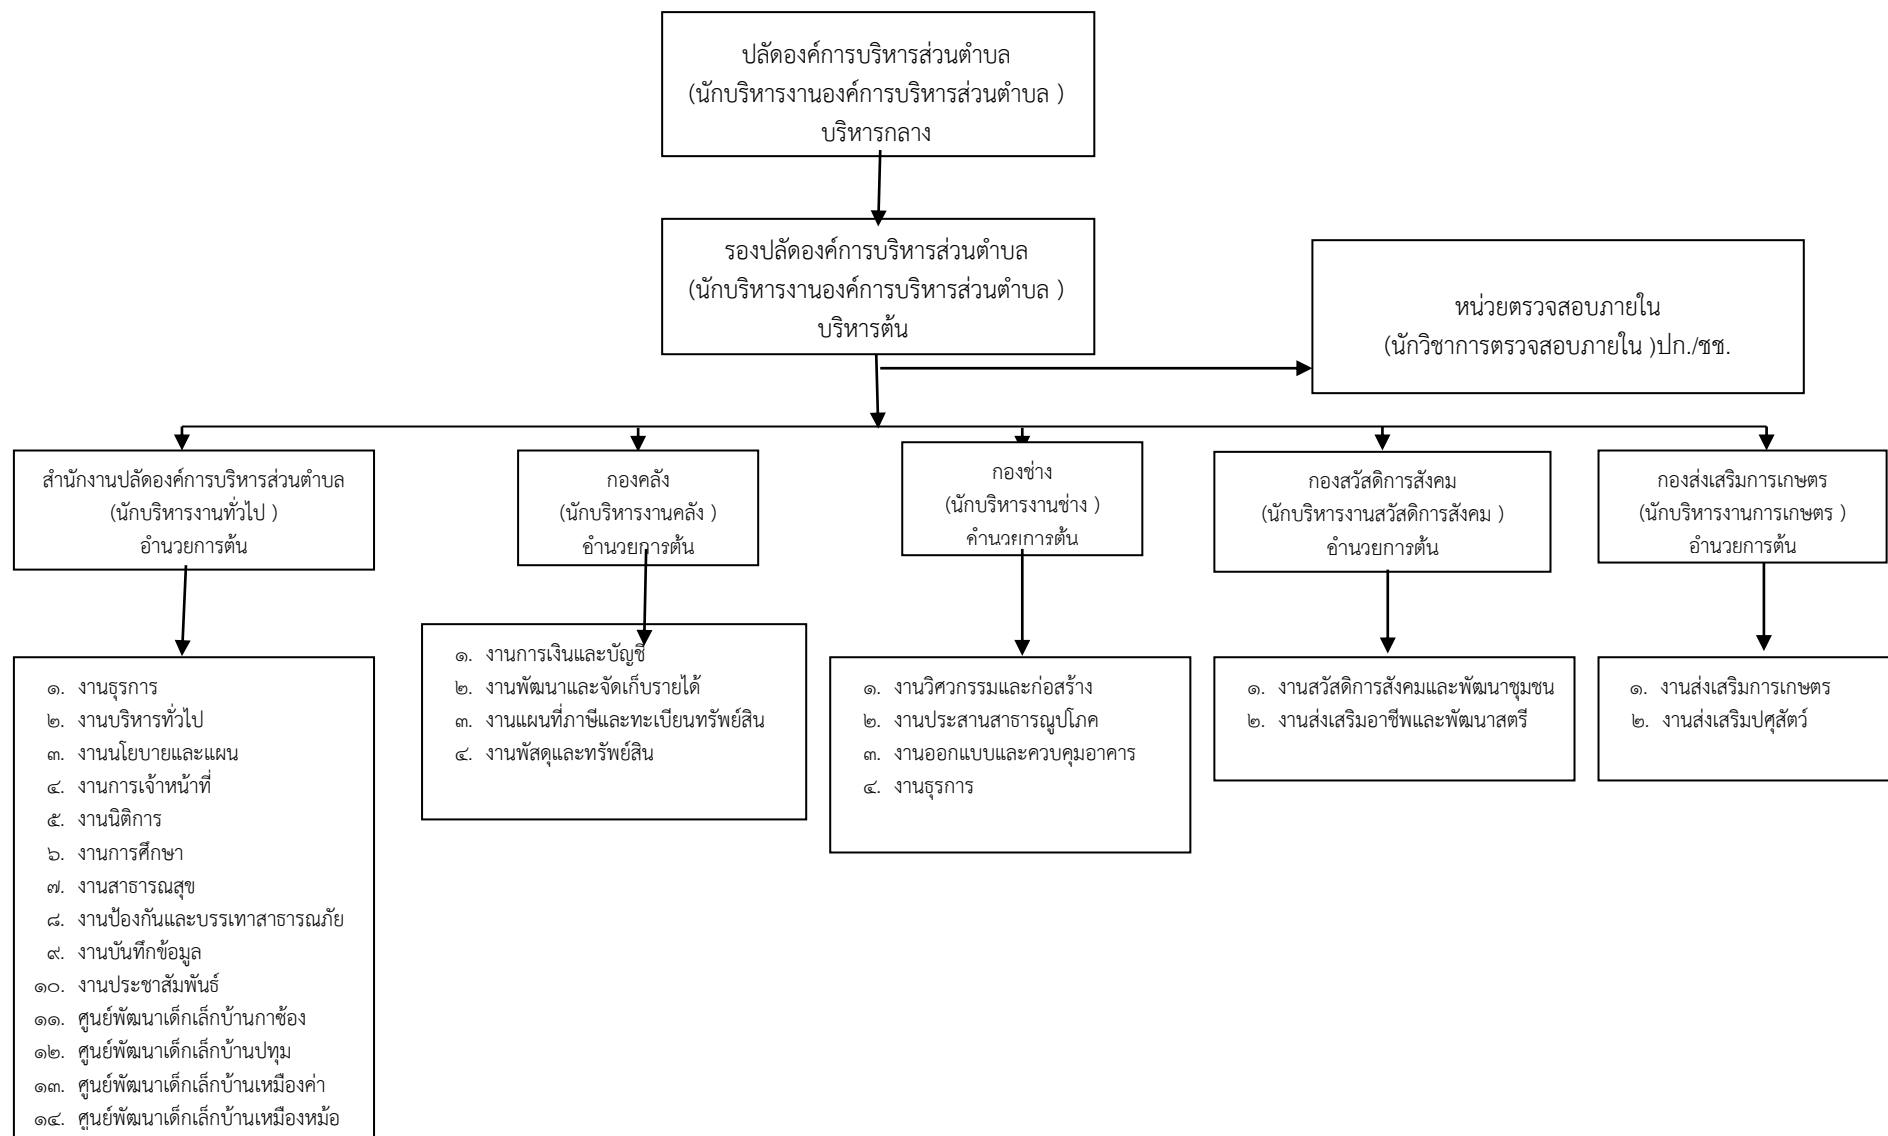 ปลัดองค์การบริหารส่วนตำบล
(นักบริหารงานองค์การบริหารส่วนตำบล )
บริหารกลาง
รองปลัดองค์การบริหารส่วนตำบล
(นักบริหารงานองค์การบริหารส่วนตำบล )
บริหารต้น
หน่วยตรวจสอบภายใน
(นักวิชาการตรวจสอบภายใน )ปก./ชช.
สำนักงานปลัดองค์การบริหารส่วนตำบล
(นักบริหารงานทั่วไป )
อำนวยการต้น
กองคลัง
(นักบริหารงานคลัง )
อำนวยการต้น
กองช่าง
(นักบริหารงานช่าง )
อำนวยการต้น
กองสวัสดิการสังคม
(นักบริหารงานสวัสดิการสังคม )
อำนวยการต้น
กองส่งเสริมการเกษตร
(นักบริหารงานการเกษตร )
อำนวยการต้น
๑. งานธุรการ
๒. งานบริหารทั่วไป
๓. งานนโยบายและแผน
๔. งานการเจ้าหน้าที่
๕. งานนิติการ
๖. งานการศึกษา
๗. งานสาธารณสุข
๘. งานป้องกันและบรรเทาสาธารณภัย
๙. งานบันทึกข้อมูล
๑๐. งานประชาสัมพันธ์
๑๑. ศูนย์พัฒนาเด็กเล็กบ้านกาซ้อง
๑๒. ศูนย์พัฒนาเด็กเล็กบ้านปทุม
๑๓. ศูนย์พัฒนาเด็กเล็กบ้านเหมืองค่า
๑๔. ศูนย์พัฒนาเด็กเล็กบ้านเหมืองหม้อ
๑. งานการเงินและบัญชี
๒. งานพัฒนาและจัดเก็บรายได้
๓. งานแผนที่ภาษีและทะเบียนทรัพย์สิน
๔. งานพัสดุและทรัพย์สิน
๑. งานวิศวกรรมและก่อสร้าง
๒. งานประสานสาธารณูปโภค
๓. งานออกแบบและควบคุมอาคาร
๔. งานธุรการ
๑. งานสวัสดิการสังคมและพัฒนาชุมชน
๒. งานส่งเสริมอาชีพและพัฒนาสตรี
๑. งานส่งเสริมการเกษตร
๒. งานส่งเสริมปศุสัตว์